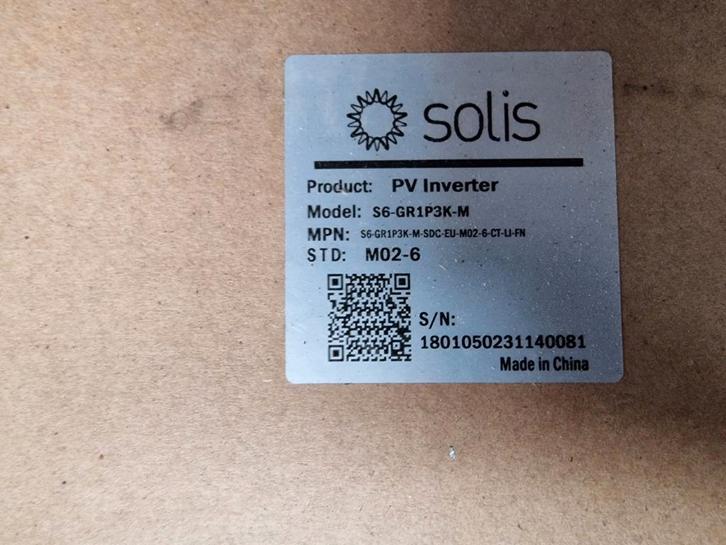 solis
Product: PV Inverter
Model: S6-GR1P3K-M
MPN: S6-GR1P3K-M-SDC-EU-M02-6-CT-LI-FN
STD: M02-6
S/N:
1801050231140081
Made in China